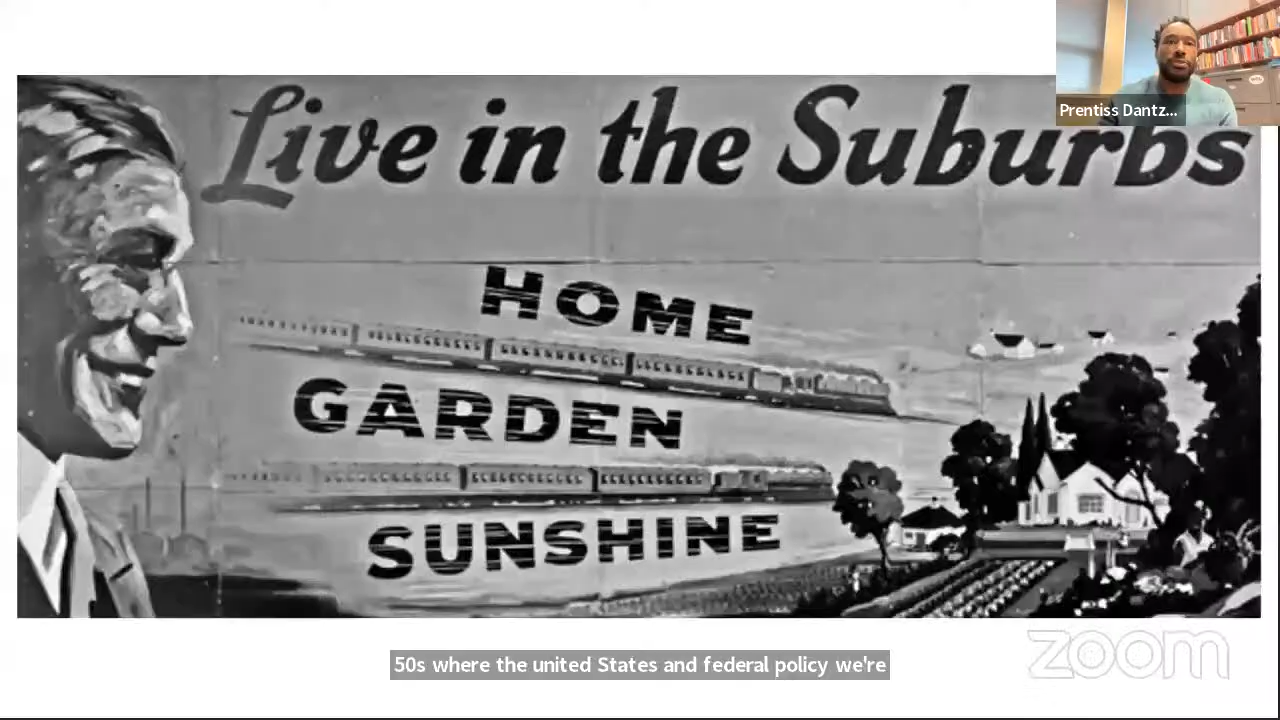 Prentiss Dantz...
Live in the Suburbs
HOME
GARDEN
SUNSHINE
zoom
50s where the united States and federal policy we're